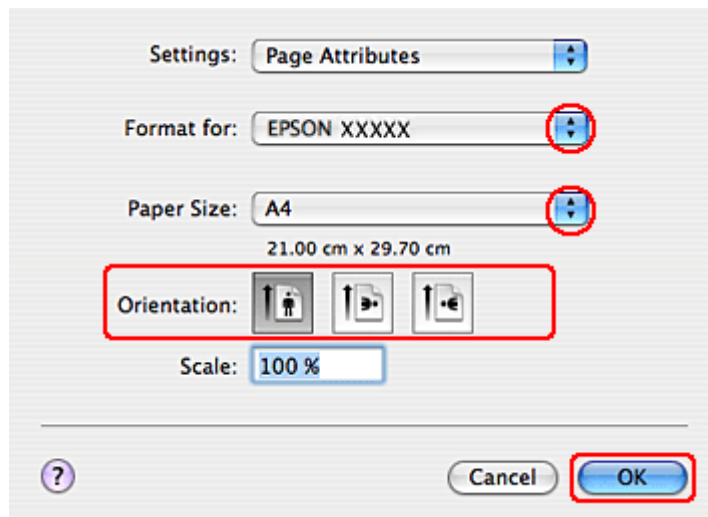 Settings: Page Attributes
Format for: EPSON XXXXX
Paper Size: A4
21.00 cm x 29.70 cm
Orientation:
Scale: 100 %
? Cancel OK